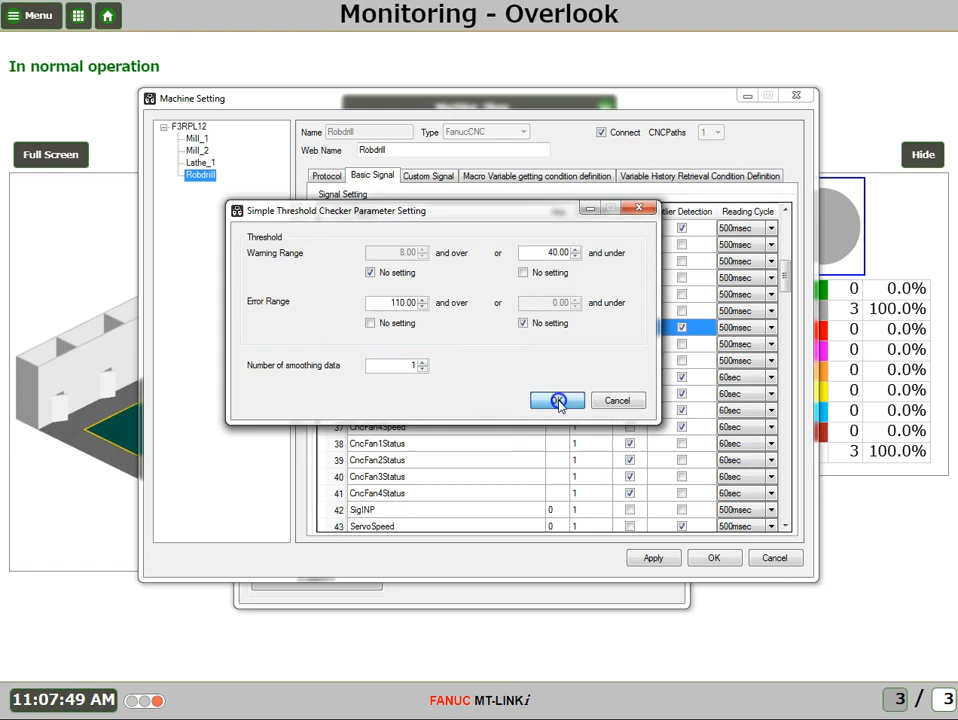 Menu
Monitoring - Overlook
In normal operation
Machine Setting
F3RPL12
Mill_1
Mill_2
Lathe_1
Robdrill
Name Robdrill Type FanucCNC Connect CNCPaths 1
Web Name Robdrill
Full Screen
Hide
Protocol Basic Signal Custom Signal Macro Variable getting condition definition Variable History Retrieval Condition Definition
Signal Setting
Simple Threshold Checker Parameter Setting
lier Detection Reading Cycle
Threshold
Warning Range 8.00 and over or 40.00 and under
No setting No setting
Error Range 110.00 and over or 0.00 and under
No setting No setting
Number of smoothing data 1
OK Cancel
500msec
500msec
500msec
500msec
500msec
500msec
500msec
500msec
500msec
60sec
60sec
60sec
37 CncFan4Speed 1 60sec
38 CncFan1Status 1 60sec
39 CncFan2Status 1 60sec
40 CncFan3Status 1 60sec
41 CncFan4Status 1 60sec
42 SigINP 0 1 500msec
43 ServoSpeed 0 1 500msec
Apply OK Cancel
0 0.0%
3 100.0%
0 0.0%
0 0.0%
0 0.0%
0 0.0%
0 0.0%
0 0.0%
3 100.0%
11:07:49 AM
FANUC MT-LINKi
3 / 3